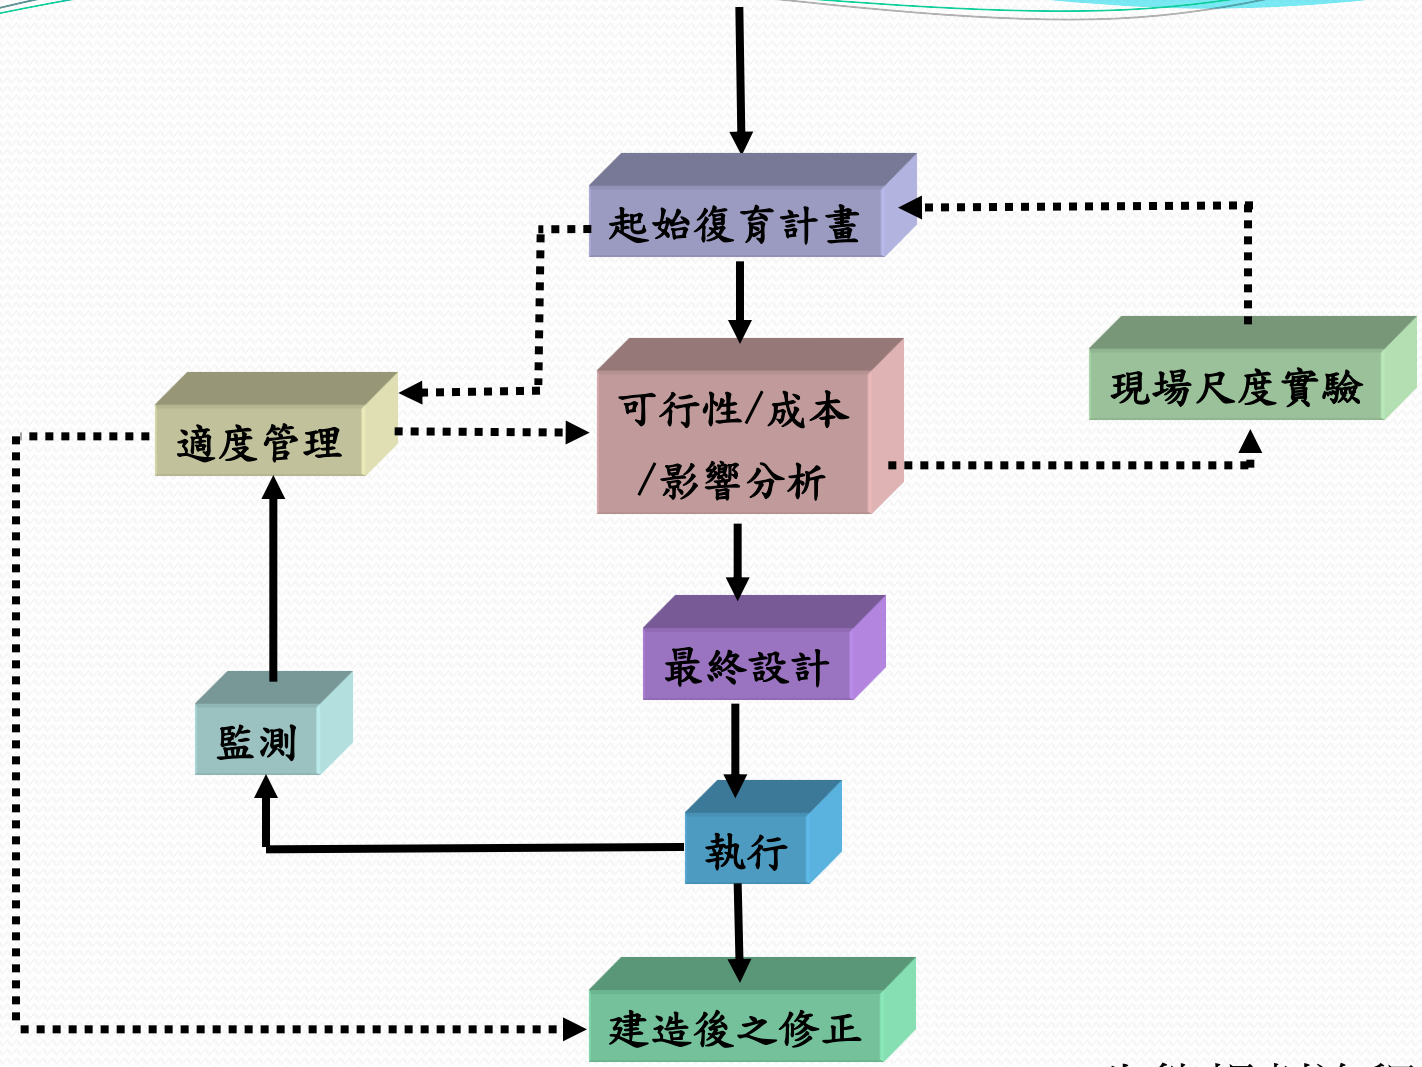 起始復育計畫
現場尺度實驗
可行性/成本
/影響分析
適度管理
最終設計
監測
執行
建造後之修正